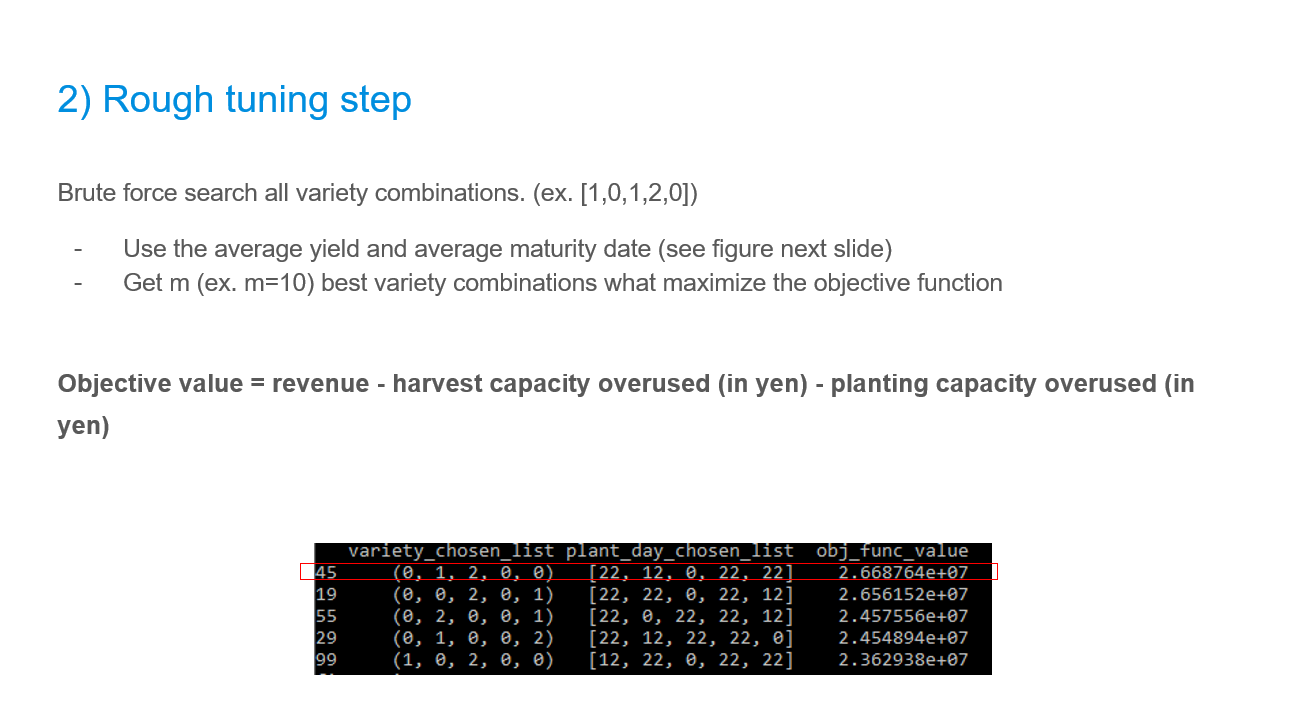 2) Rough tuning step
Brute force search all variety combinations. (ex. [1,0,1,2,0])
- Use the average yield and average maturity date (see figure next slide)
- Get m (ex. m=10) best variety combinations what maximize the objective function
Objective value = revenue - harvest capacity overused (in yen) - planting capacity overused (in
yen)
variety_chosen_list plant_day_chosen_list obj_func_value
45 (0, 1, 2, 0, 0) [22, 12, 0, 22, 22] 2.668764e+07
19 (0, 0, 2, 0, 1) [22, 22, 0, 22, 12] 2.656152e+07
55 (0, 2, 0, 0, 1) [22, 0, 22, 22, 12] 2.457556e+07
29 (0, 1, 0, 0, 2) [22, 12, 22, 22, 0] 2.454894e+07
99 (1, 0, 2, 0, 0) [12, 22, 0, 22, 22] 2.362938e+07